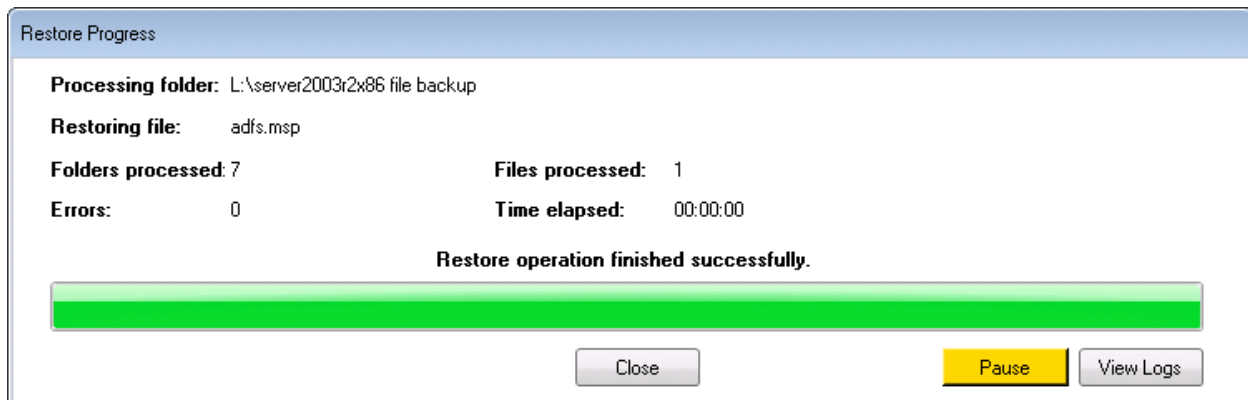 Restore Progress
Processing folder: L:\server2003r2x86 file backup
Restoring file: adfs.msp
Folders processed: 7 Files processed: 1
Errors: 0 Time elapsed: 00:00:00
Restore operation finished successfully.
Close Pause View Logs